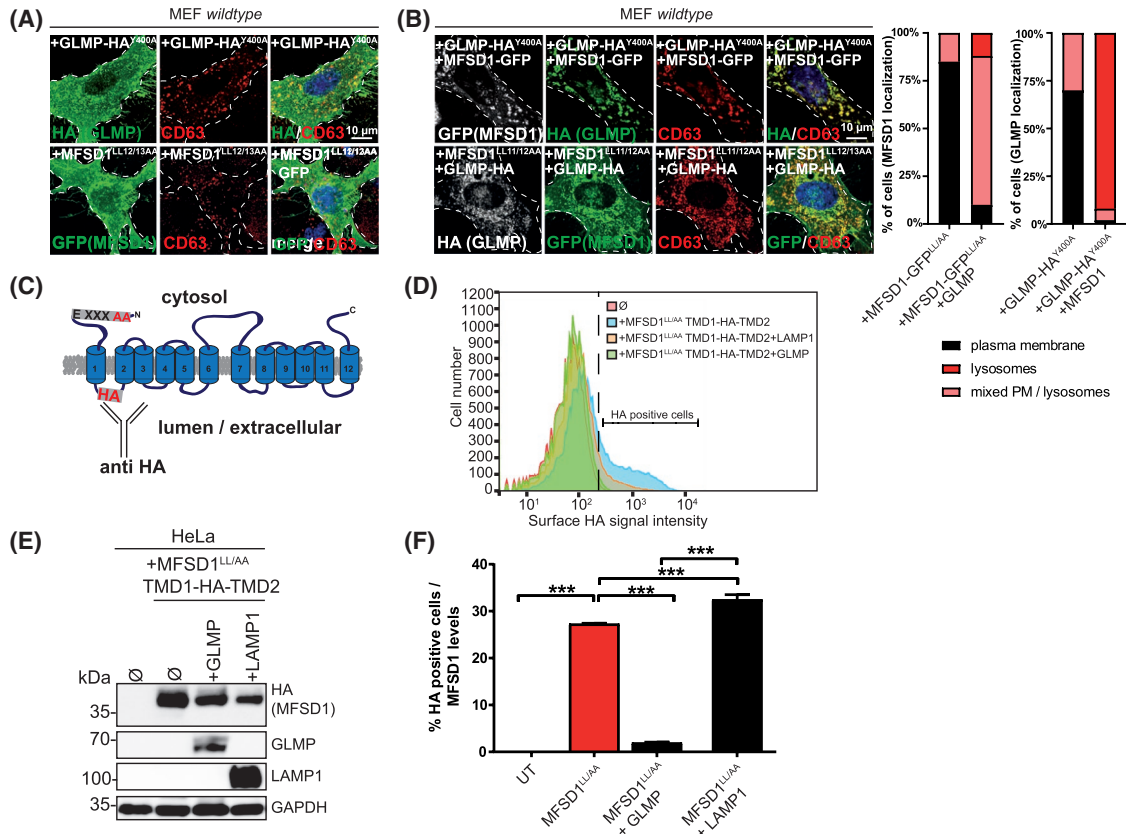 (A)
MEF wildtype
+GLMP-HAY400A
+GLMP-HAY400A
+GLMP-HAY400A
HA (GLMP)
CD63
HA/CD63
10 µm
+MFSD1LL12/13AA
+MFSD1LL12/13AA
+MFSD1LL12/12AA
GFP
GFP(MFSD1)
CD63
merge
CD63
(B)
MEF wildtype
+GLMP-HAY400A
+MFSD1-GFP
+GLMP-HAY400A
+MFSD1-GFP
+GLMP-HAY400A
+MFSD1-GFP
+GLMP-HAY400A
+MFSD1-GFP
GFP(MFSD1)
HA (GLMP)
CD63
HA/CD63
10 µm
+MFSD1LL11/12AA
+GLMP-HA
+MFSD1LL11/12AA
+GLMP-HA
+MFSD1LL11/12AA
+GLMP-HA
+MFSD1LL11/12AA
+GLMP-HA
HA (GLMP)
GFP(MFSD1)
CD63
GFP/CD63
% of cells (MFSD1 localization)
100%
75%
50%
25%
0%
+MFSD1-GFPLL/AA
+MFSD1-GFPLL/AA
+GLMP
% of cells (GLMP localization)
100%
75%
50%
25%
0%
+GLMP-HAY400A
+GLMP-HAY400A
+MFSD1
plasma membrane
lysosomes
mixed PM / lysosomes
(C)
cytosol
E XXX AA N
C
1 2 3 4 5 6 7 8 9 10 11 12
HA
lumen / extracellular
anti HA
(D)
Cell number
1200
1100
1000
900
800
700
600
500
400
300
200
100
0
Ø
+MFSD1LL/AA TMD1-HA-TMD2
+MFSD1LL/AA TMD1-HA-TMD2+LAMP1
+MFSD1LL/AA TMD1-HA-TMD2+GLMP
HA positive cells
10¹ 10² 10³ 10⁴
Surface HA signal intensity
(E)
HeLa
+MFSD1LL/AA
TMD1-HA-TMD2
kDa
Ø
Ø
+GLMP
+LAMP1
35-
HA
(MFSD1)
70-
GLMP
100-
LAMP1
35-
GAPDH
(F)
% HA positive cells /
MFSD1 levels
40
30
20
10
0
***
***
***
***
UT
MFSD1LL/AA
MFSD1LL/AA
+ GLMP
MFSD1LL/AA
+ LAMP1